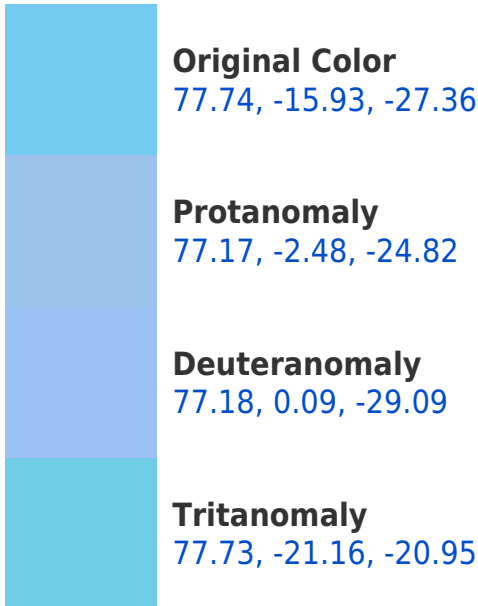 Original Color
77.74, -15.93, -27.36
Protanomaly
77.17, -2.48, -24.82
Deuteranomaly
77.18, 0.09, -29.09
Tritanomaly
77.73, -21.16, -20.95